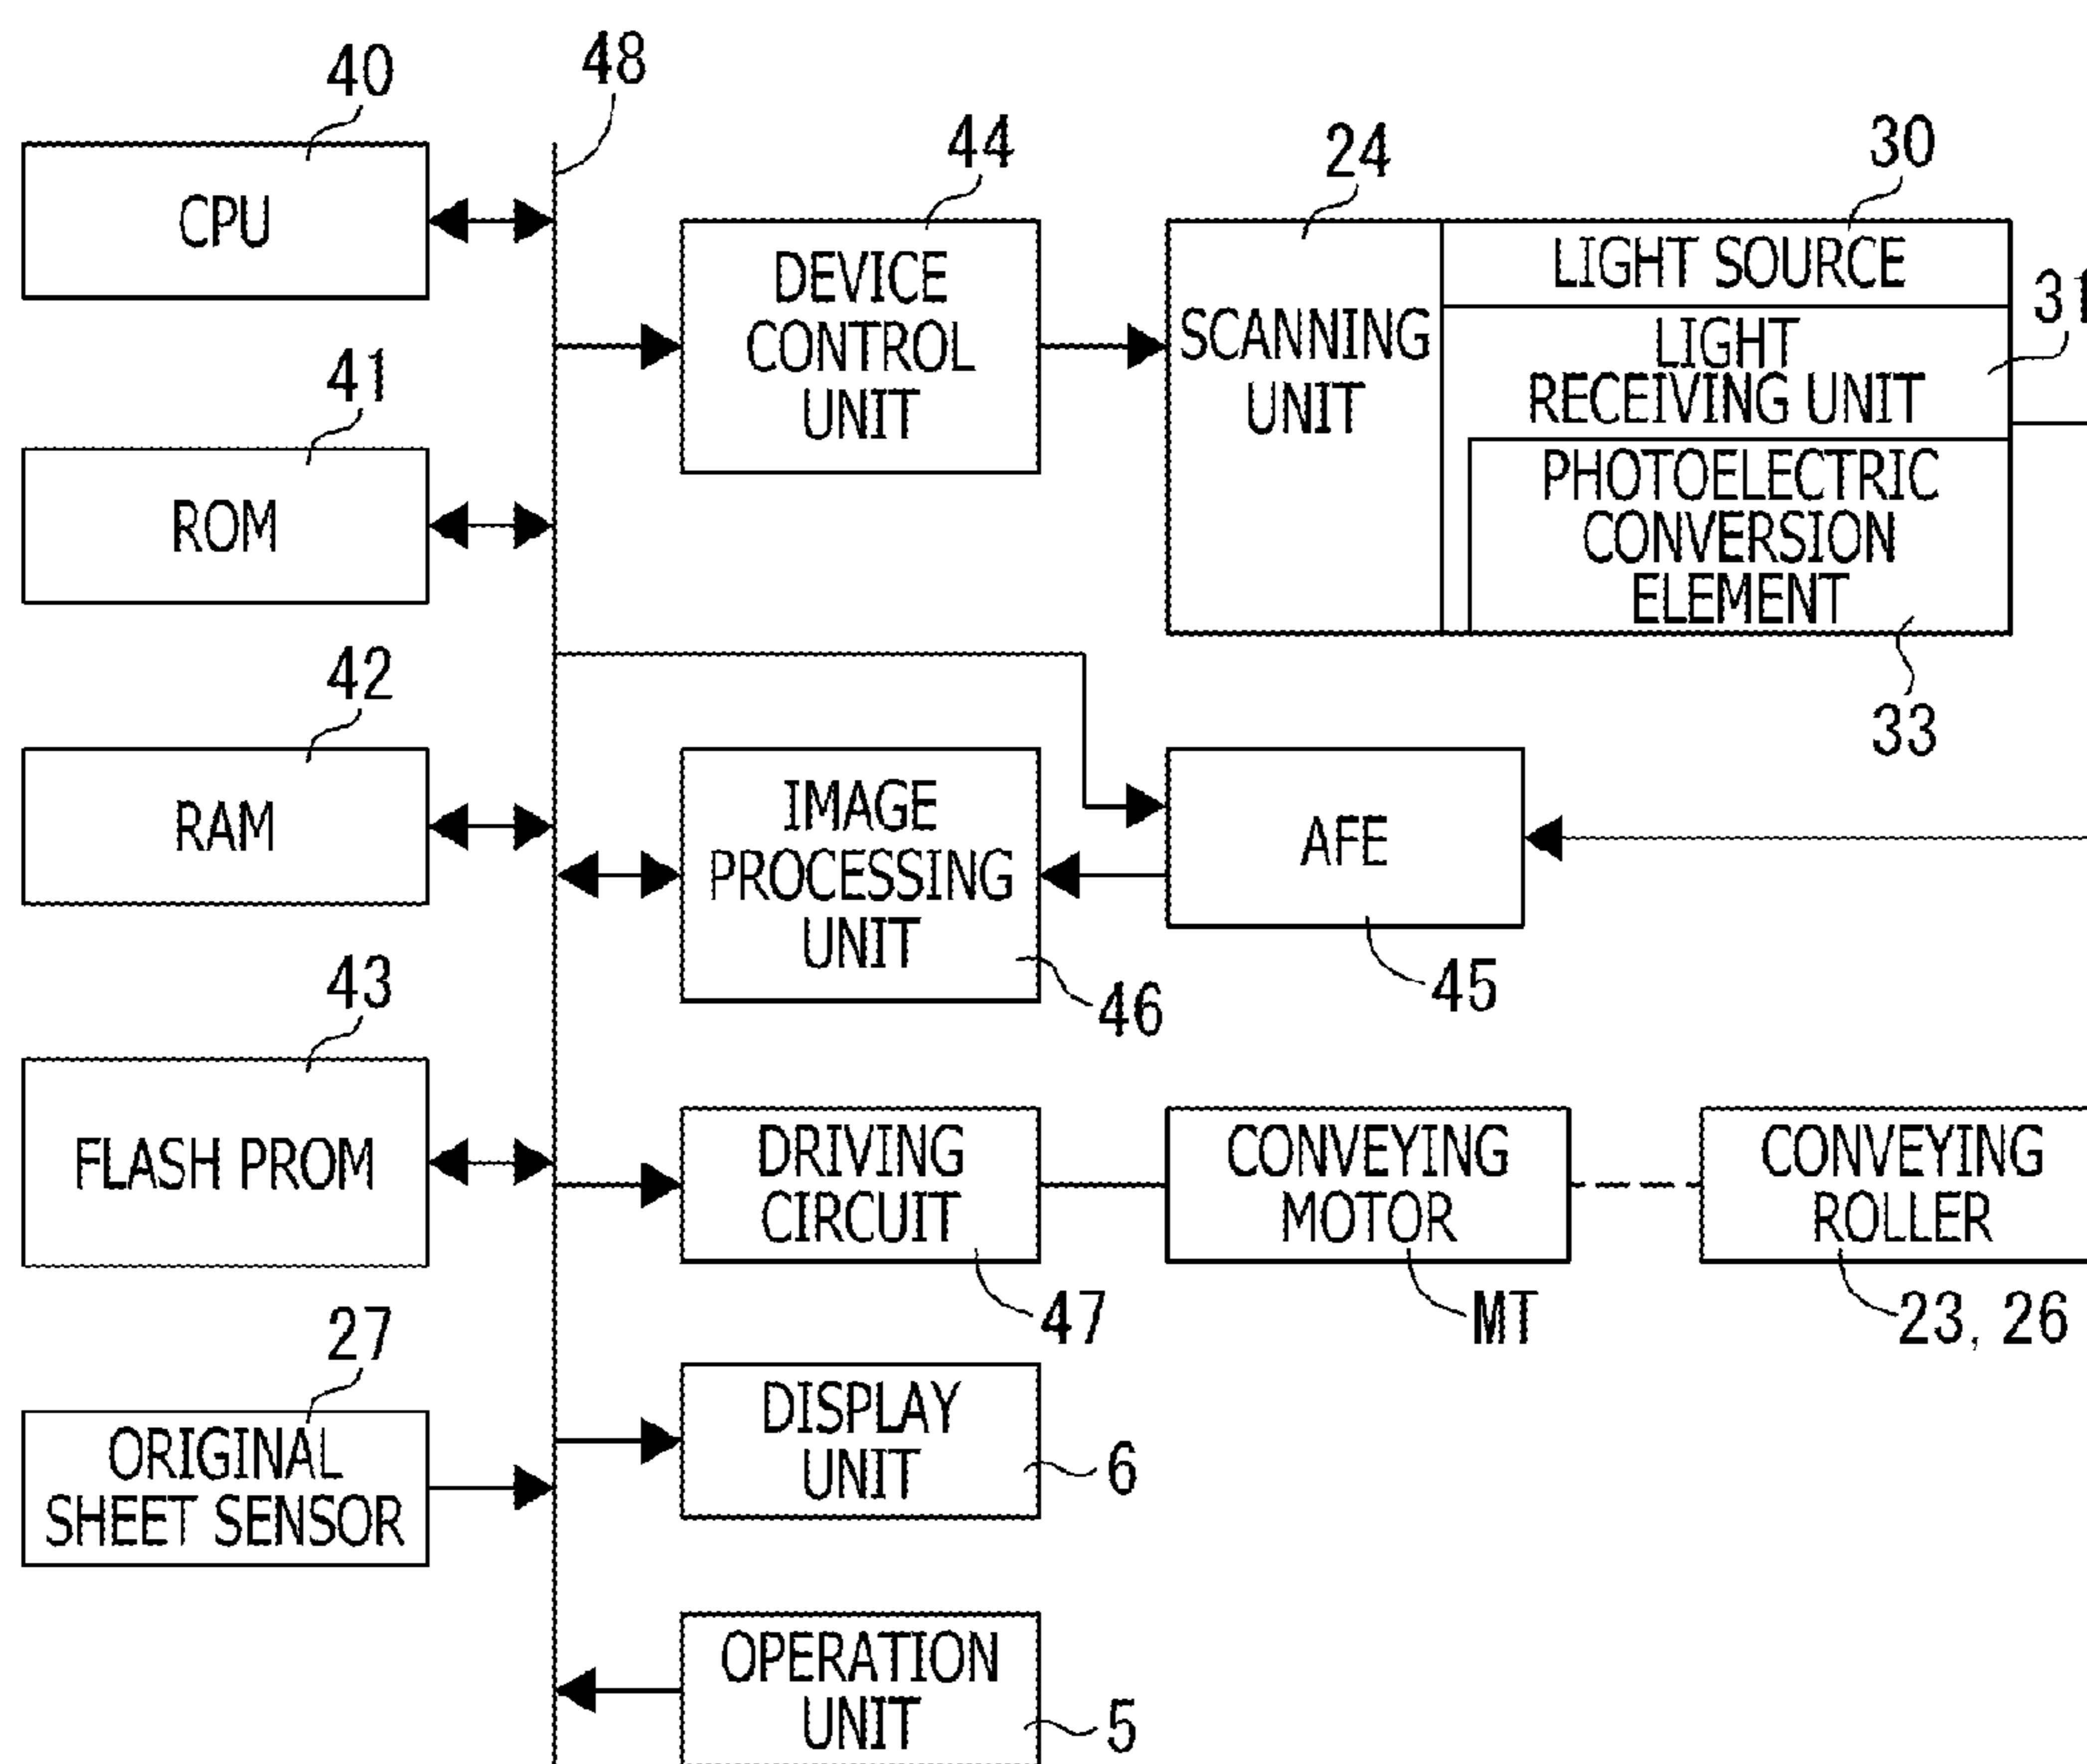 40
48
CPU
44
DEVICE
CONTROL
UNIT
24
SCANNING
UNIT
30
LIGHT SOURCE
31
LIGHT
RECEIVING UNIT
PHOTOELECTRIC
CONVERSION
ELEMENT
33
41
ROM
42
RAM
IMAGE
PROCESSING
UNIT
46
AFE
45
43
FLASH PROM
DRIVING
CIRCUIT
47
CONVEYING
MOTOR
MT
CONVEYING
ROLLER
23, 26
27
ORIGINAL
SHEET SENSOR
DISPLAY
UNIT
6
OPERATION
UNIT
5